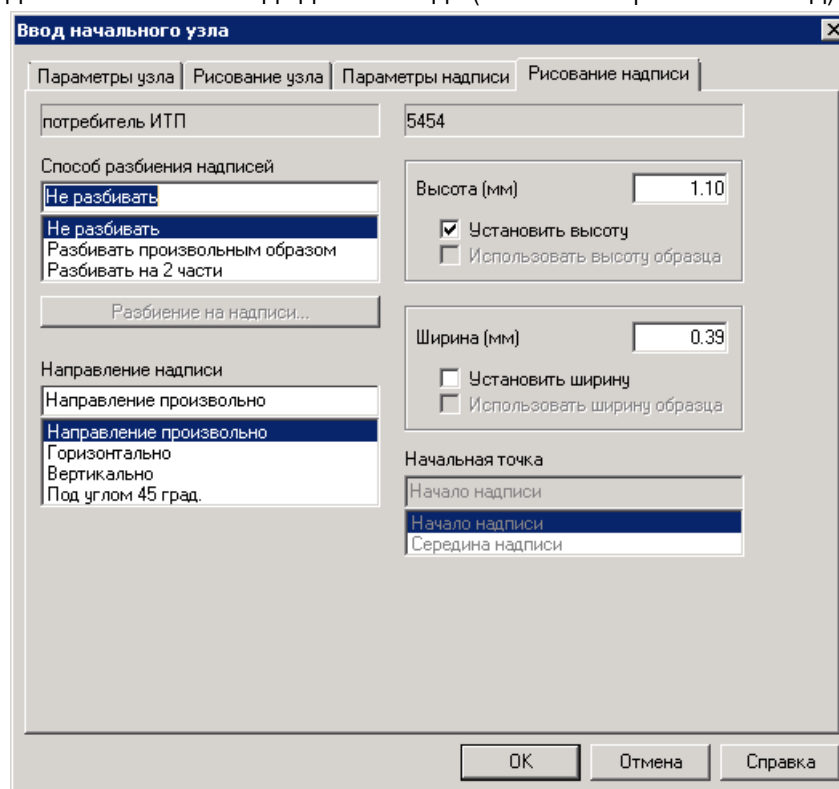 Ввод начального узла
Параметры узла Рисование узла Параметры надписи Рисование надписи
потребитель ИТП 5454
Способ разбиения надписей
Не разбивать
Не разбивать
Разбивать произвольным образом
Разбивать на 2 части
Разбиение на надписи...
Направление надписи
Направление произвольно
Направление произвольно
Горизонтально
Вертикально
Под углом 45 град.
Высота (мм) 1.10
Установить высоту
Использовать высоту образца
Ширина (мм) 0.39
Установить ширину
Использовать ширину образца
Начальная точка
Начало надписи
Начало надписи
Середина надписи
OK Отмена Справка